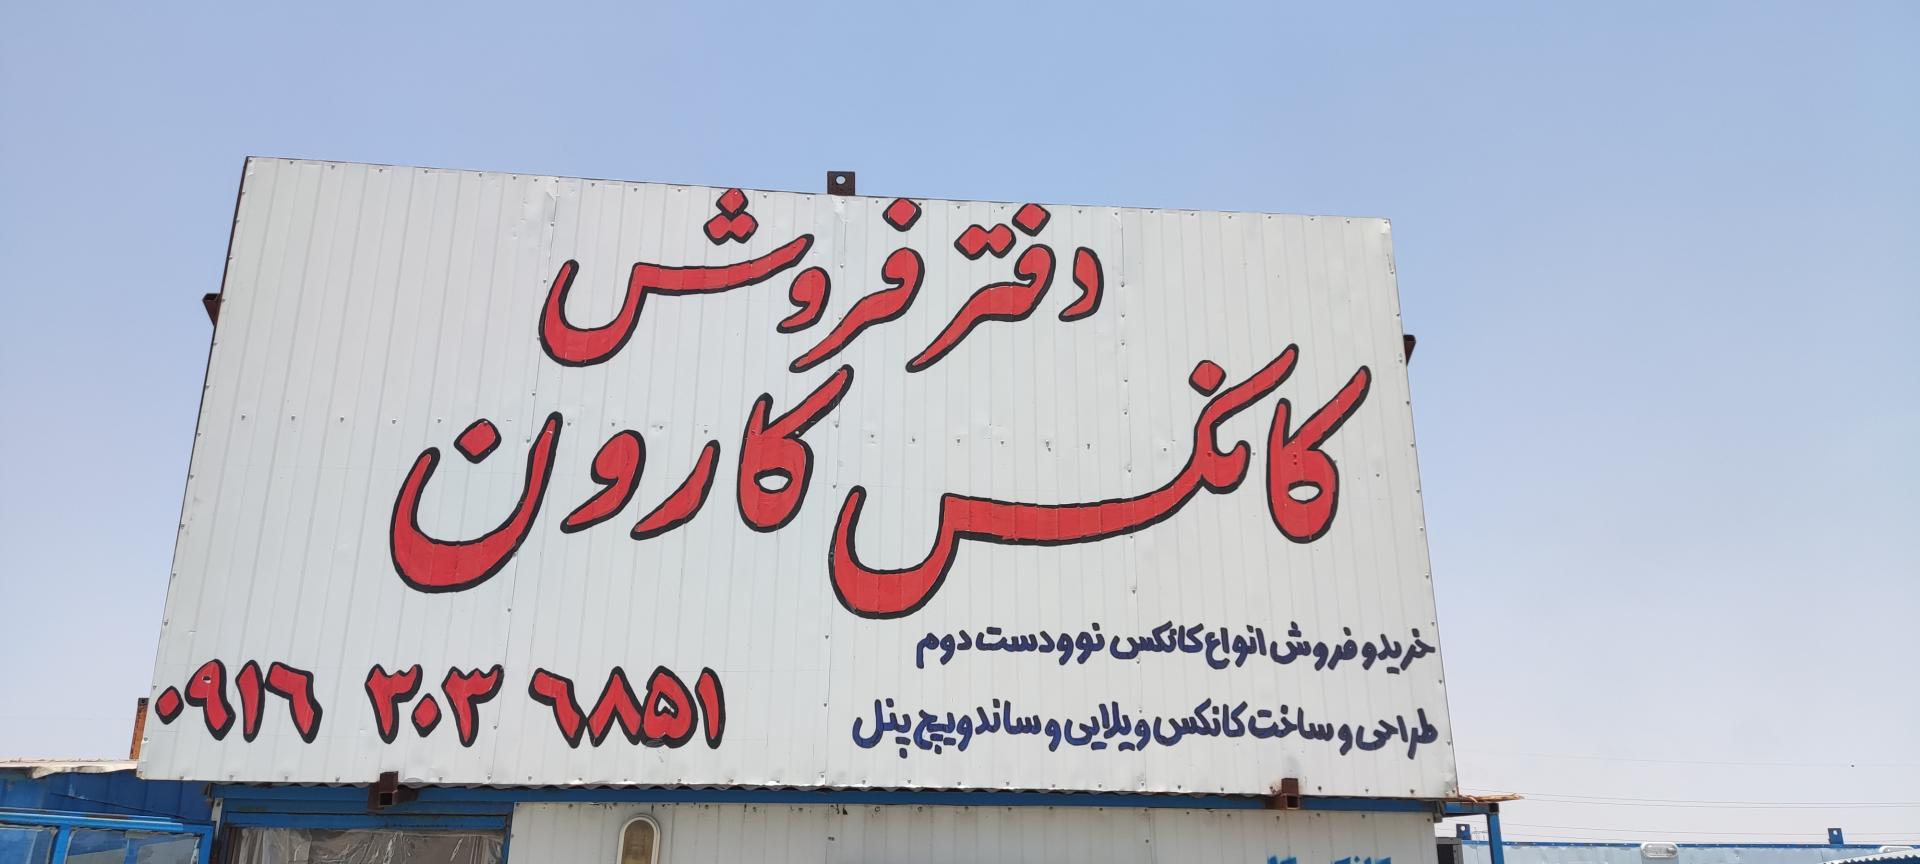 دفتر فروش
کانکس کارون
خرید و فروش انواع کانکس نو و دست دوم
طراحی و ساخت کانکس ویلایی و ساندویچ پنل
۰۹۱۶ ۳۰۳ ۶۸۵۱